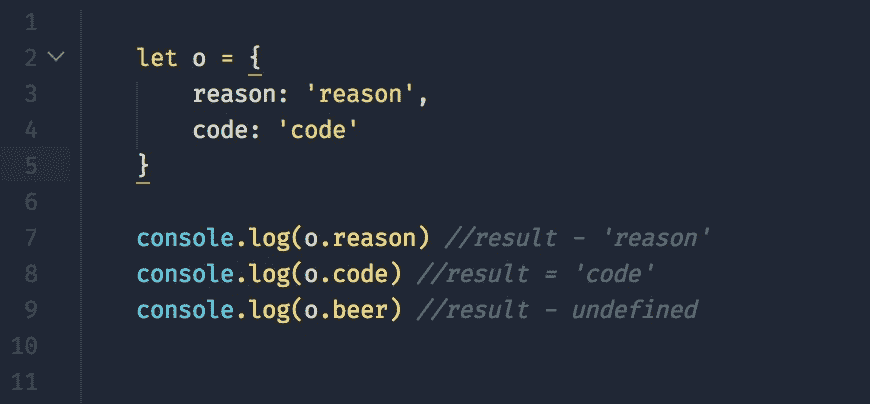 1
2 let o = {
3 reason: 'reason',
4 code: 'code'
5 }
6
7 console.log(o.reason) //result - 'reason'
8 console.log(o.code) //result = 'code'
9 console.log(o.beer) //result - undefined
10
11